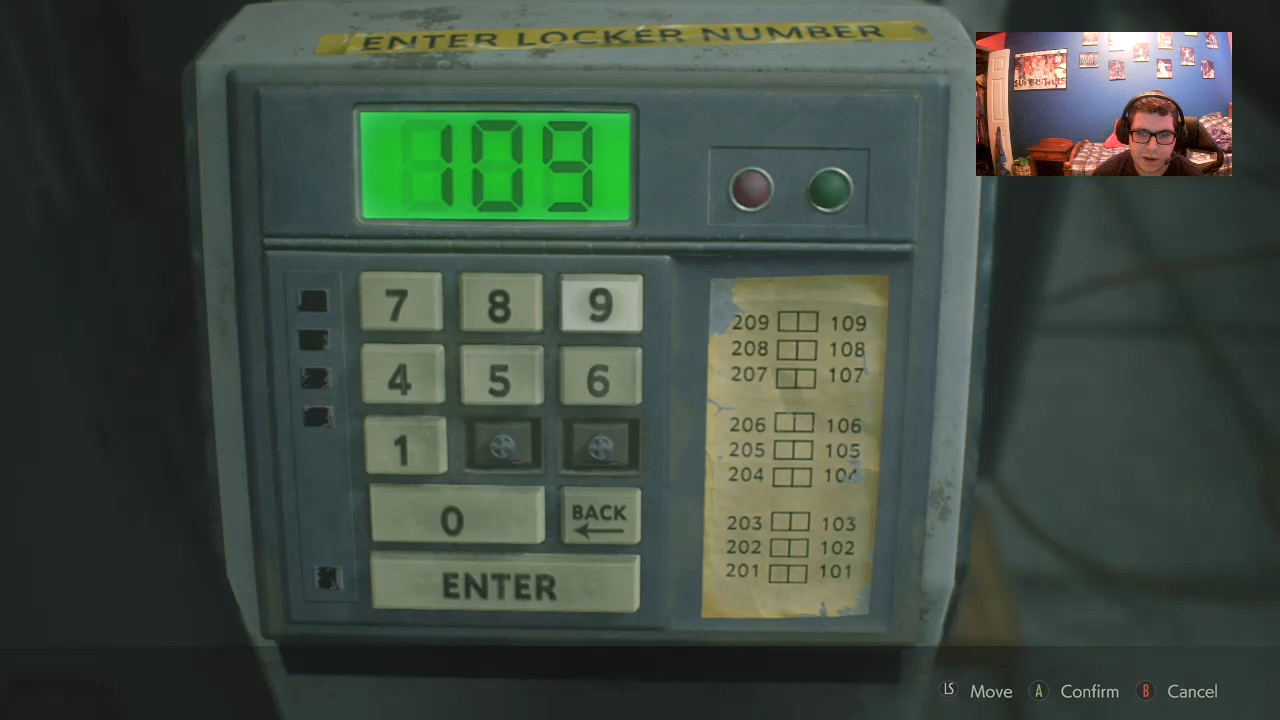 ENTER LOCKER NUMBER
109
7 8 9
4 5 6
1
0 BACK
ENTER
209 109
208 108
207 107
206 106
205 105
204 104
203 103
202 102
201 101
LS Move A Confirm B Cancel